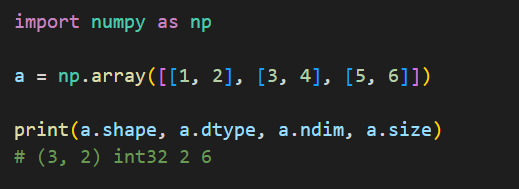 import numpy as np
a = np.array([[1, 2], [3, 4], [5, 6]])
print(a.shape, a.dtype, a.ndim, a.size)
# (3, 2) int32 2 6